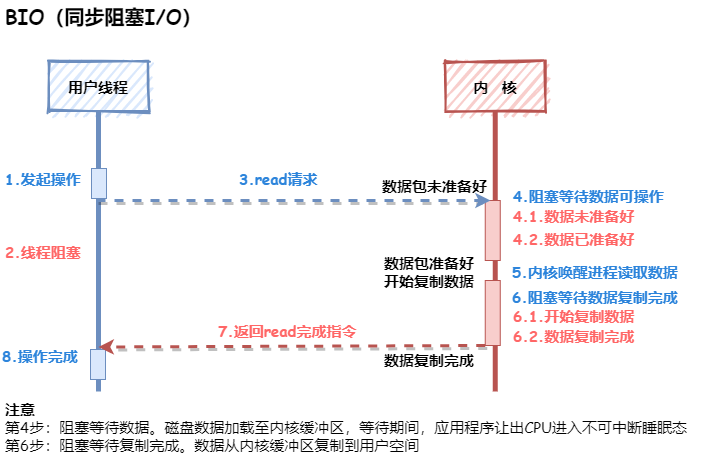 BIO（同步阻塞I/O）
用户线程
内 核
1.发起操作
3.read请求
数据包未准备好
4.阻塞等待数据可操作
4.1.数据未准备好
4.2.数据已准备好
2.线程阻塞
数据包准备好
开始复制数据
5.内核唤醒进程读取数据
6.阻塞等待数据复制完成
6.1.开始复制数据
6.2.数据复制完成
7.返回read完成指令
8.操作完成
数据复制完成
注意
第4步：阻塞等待数据。磁盘数据加载至内核缓冲区，等待期间，应用程序让出CPU进入不可中断睡眠态
第6步：阻塞等待复制完成。数据从内核缓冲区复制到用户空间